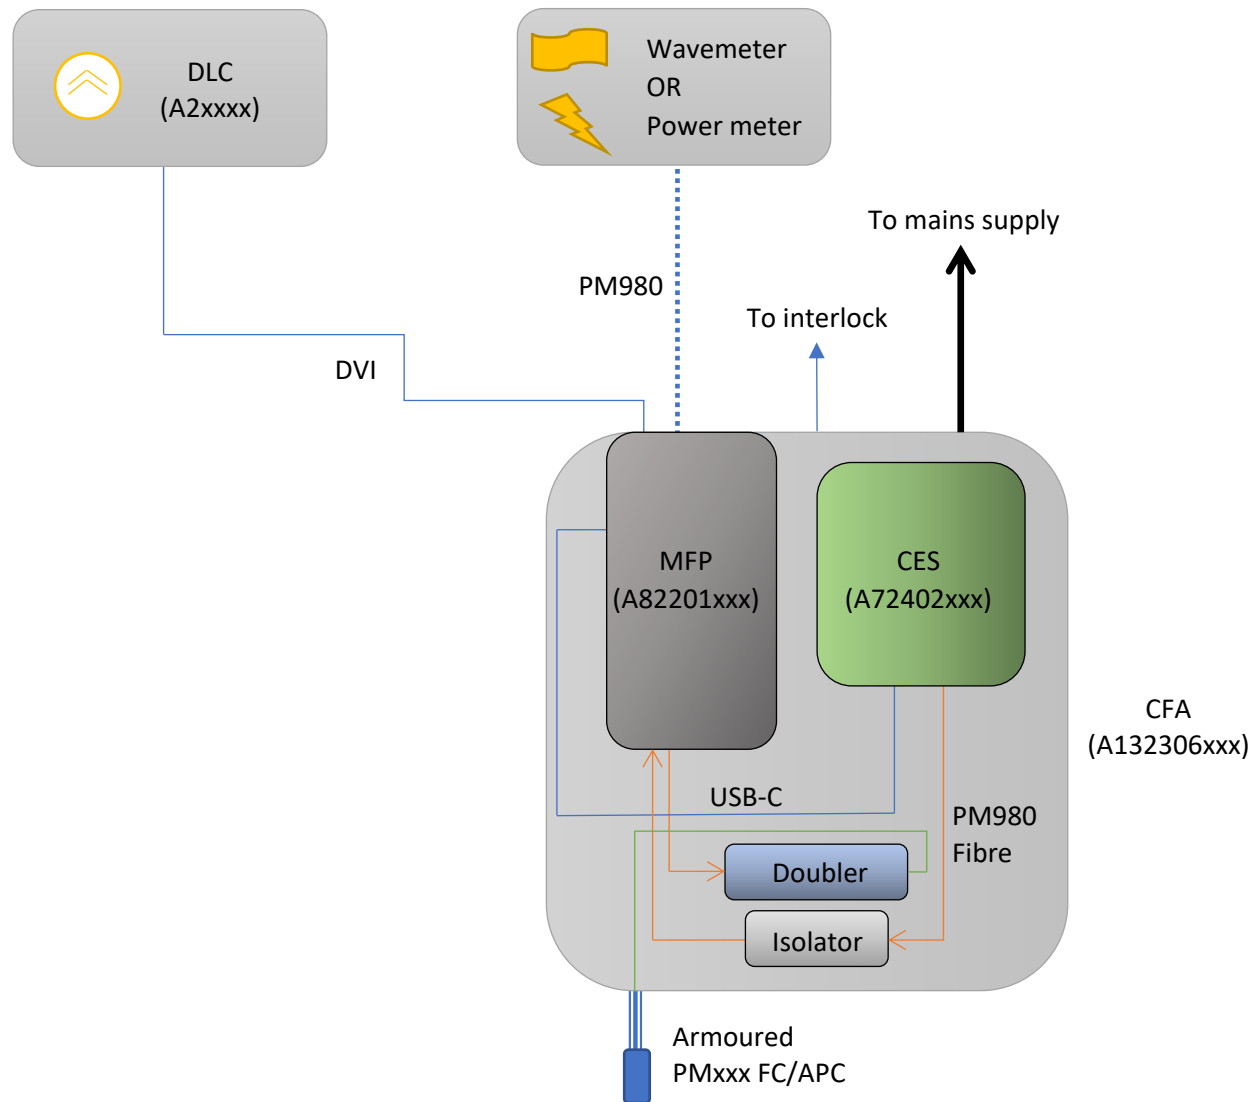 DLC
(A2xxxx)
Wavemeter
OR
Power meter
To mains supply
PM980
To interlock
DVI
MFP
(A82201xxx)
CES
(A72402xxx)
CFA
(A132306xxx)
USB-C
PM980
Fibre
Doubler
Isolator
Armoured
PMxxx FC/APC